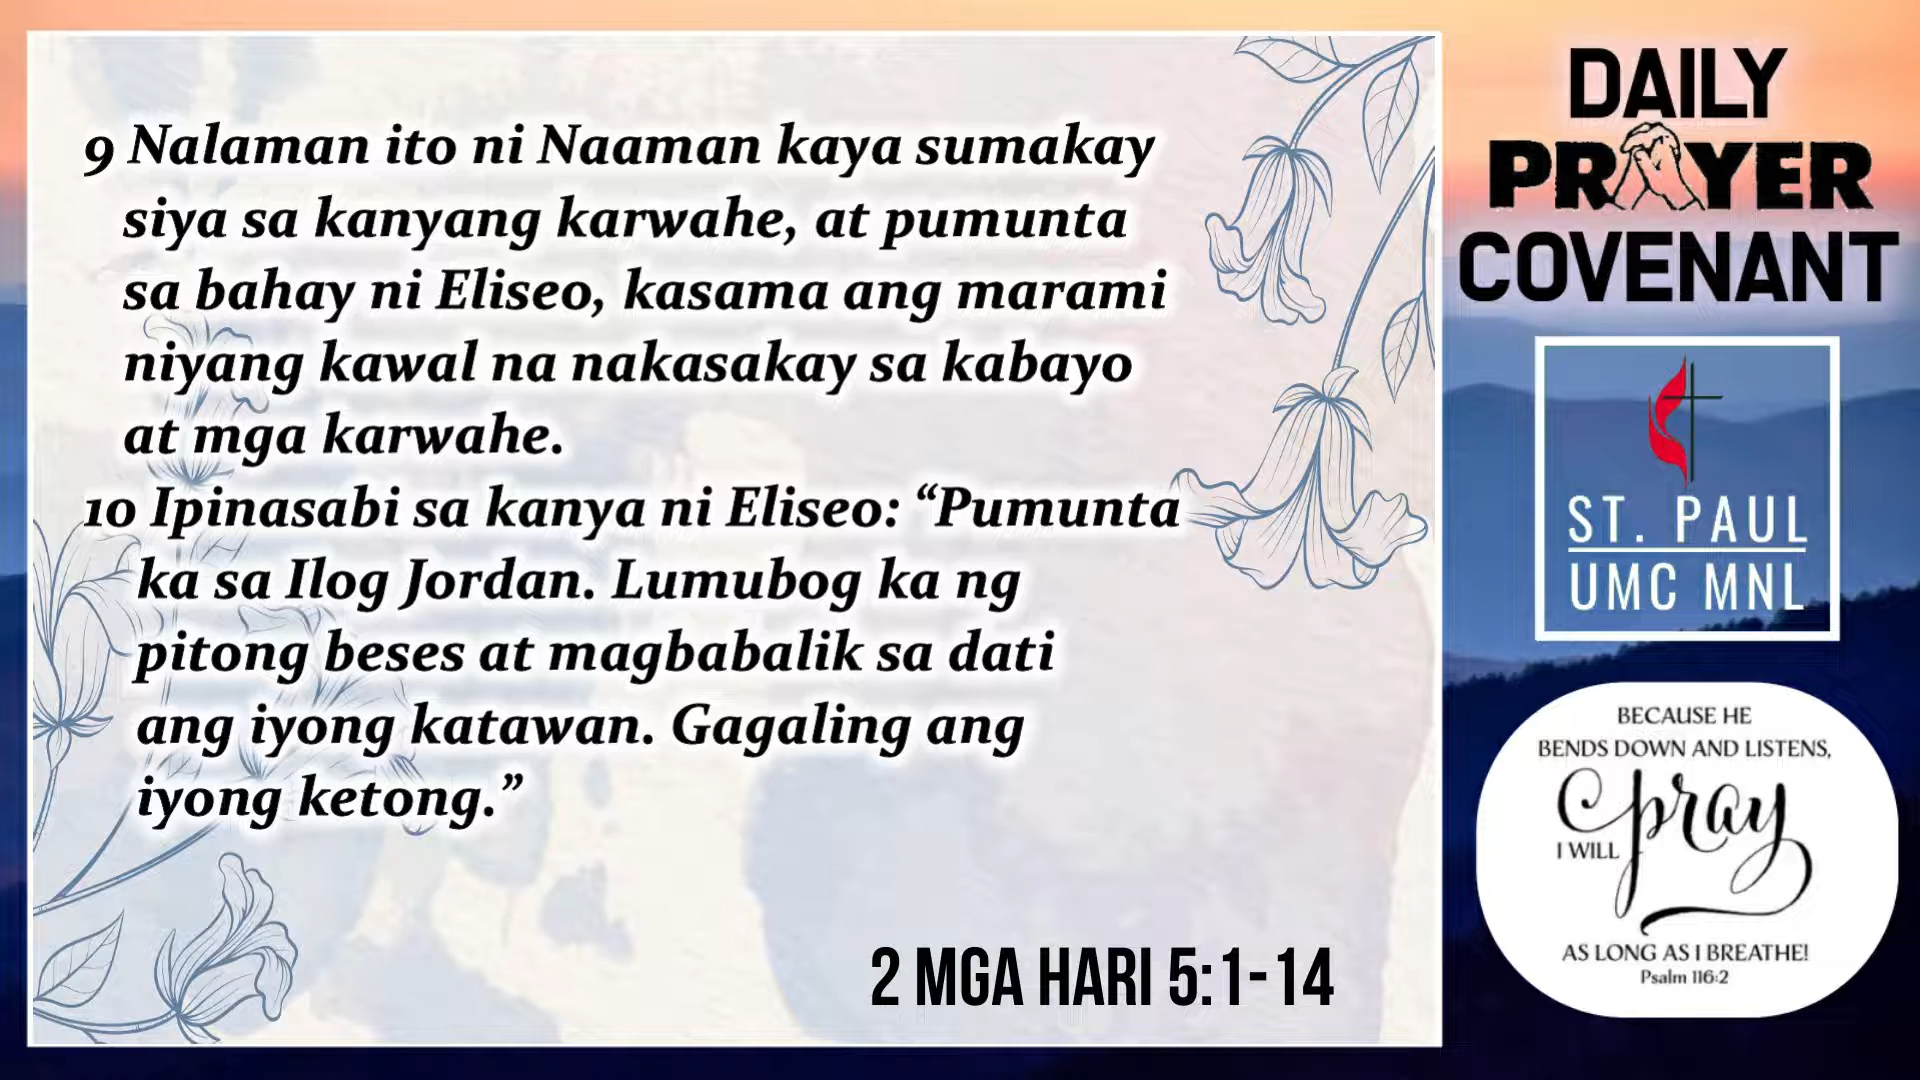 9 Nalaman ito ni Naaman kaya sumakay
siya sa kanyang karwahe, at pumunta
sa bahay ni Eliseo, kasama ang marami
niyang kawal na nakasakay sa kabayo
at mga karwahe.
10 Ipinasabi sa kanya ni Eliseo: “Pumunta
ka sa Ilog Jordan. Lumubog ka ng
pitong beses at magbabalik sa dati
ang iyong katawan. Gagaling ang
iyong ketong.”
2 MGA HARI 5:1-14
DAILY
PRAYER
COVENANT
ST. PAUL
UMC MNL
BECAUSE HE
BENDS DOWN AND LISTENS,
I WILL pray
AS LONG AS I BREATHE!
Psalm 116:2